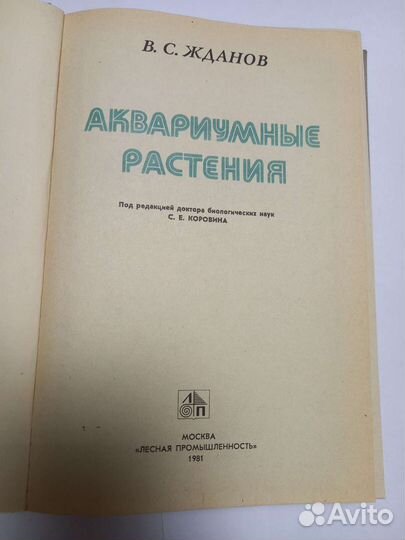 В. С. ЖДАНОВ
АКВАРИУМНЫЕ
РАСТЕНИЯ
Под редакцией доктора биологических наук
С. Е. КОРОВИНА
ЛП
МОСКВА
«ЛЕСНАЯ ПРОМЫШЛЕННОСТЬ»
1981
Avito